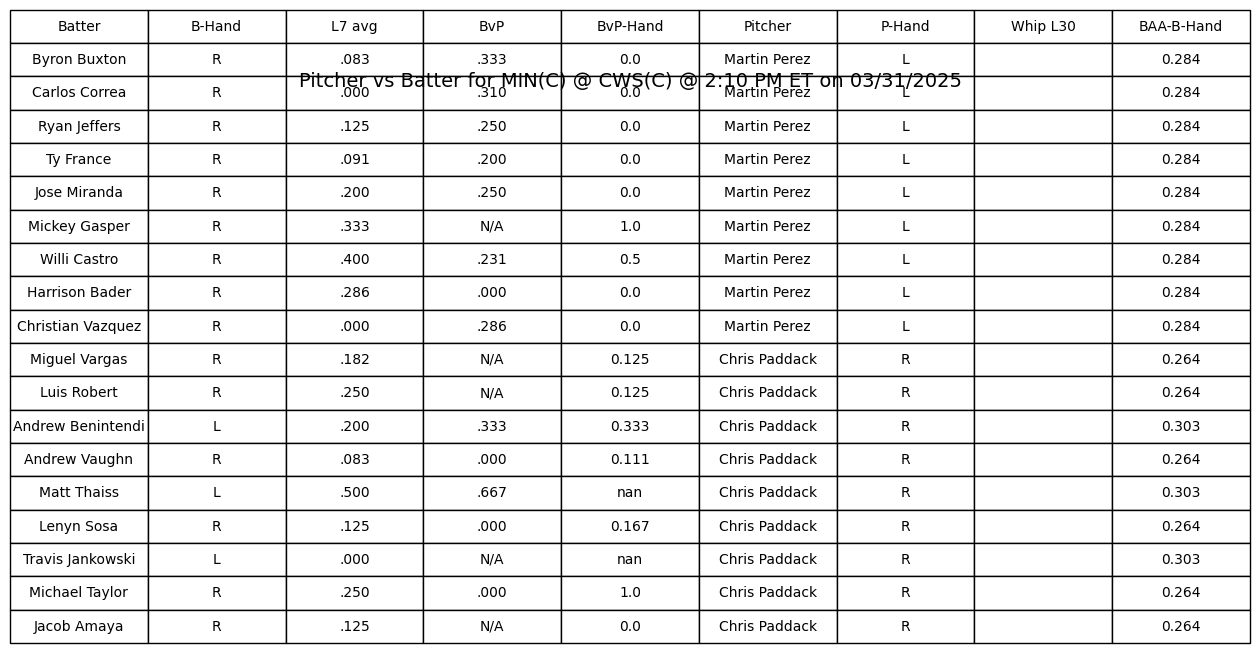 Batter B-Hand L7 avg BvP BvP-Hand Pitcher P-Hand Whip L30 BAA-B-Hand
Byron Buxton R .083 .333 0.0 Martin Perez L 0.284
Pitcher vs Batter for MIN(C) @ CWS(C) @ 2:10 PM ET on 03/31/2025
Carlos Correa R .000 .310 0.0 Martin Perez L 0.284
Ryan Jeffers R .125 .250 0.0 Martin Perez L 0.284
Ty France R .091 .200 0.0 Martin Perez L 0.284
Jose Miranda R .200 .250 0.0 Martin Perez L 0.284
Mickey Gasper R .333 N/A 1.0 Martin Perez L 0.284
Willi Castro R .400 .231 0.5 Martin Perez L 0.284
Harrison Bader R .286 .000 0.0 Martin Perez L 0.284
Christian Vazquez R .000 .286 0.0 Martin Perez L 0.284
Miguel Vargas R .182 N/A 0.125 Chris Paddack R 0.264
Luis Robert R .250 N/A 0.125 Chris Paddack R 0.264
Andrew Benintendi L .200 .333 0.333 Chris Paddack R 0.303
Andrew Vaughn R .083 .000 0.111 Chris Paddack R 0.264
Matt Thaiss L .500 .667 nan Chris Paddack R 0.303
Lenyn Sosa R .125 .000 0.167 Chris Paddack R 0.264
Travis Jankowski L .000 N/A nan Chris Paddack R 0.303
Michael Taylor R .250 .000 1.0 Chris Paddack R 0.264
Jacob Amaya R .125 N/A 0.0 Chris Paddack R 0.264